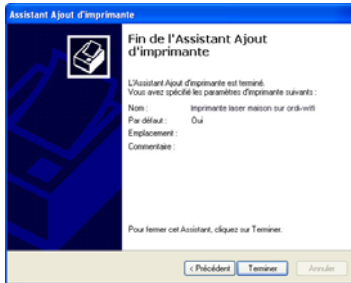 Assistant Ajout d'imprimante
Fin de l'Assistant Ajout
d'imprimante
L'Assistant Ajout d'imprimante est terminé.
Vous avez spécifié les paramètres d'imprimante suivants :
Nom : Imprimante laser maison sur ordi-wifi
Par défaut : Oui
Emplacement :
Commentaire :
Pour fermer cet Assistant, cliquez sur Terminer.
< Précédent Terminer Annuler